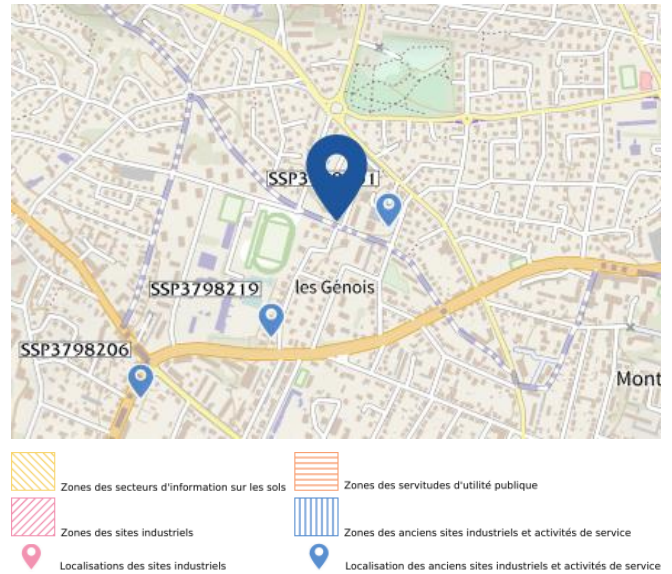 SSP3798219
les Génois
SSP3798206
Mont
Zones des secteurs d'information sur les sols
Zones des servitudes d'utilité publique
Zones des sites industriels
Zones des anciens sites industriels et activités de service
Localisations des sites industriels
Localisation des anciens sites industriels et activités de service